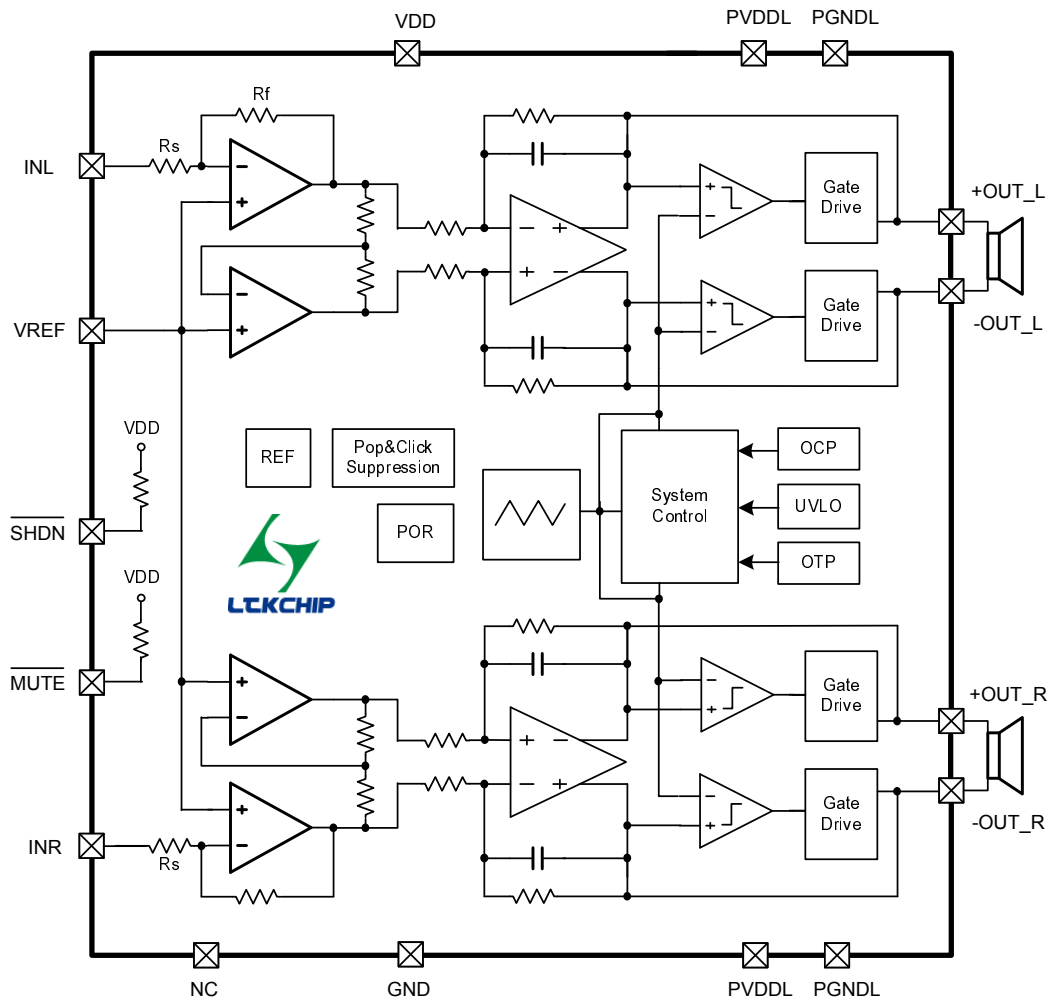 VDD
PVDDL
PGNDL
Rf
Rs
INL
Gate
Drive
+OUT_L
Gate
Drive
-OUT_L
VREF
VDD
REF
Pop&Click
Suppression
System
Control
OCP
SHDN
POR
UVLO
OTP
VDD
LTKCHIP
MUTE
Gate
Drive
+OUT_R
Gate
Drive
-OUT_R
INR
Rs
NC
GND
PVDDL
PGNDL